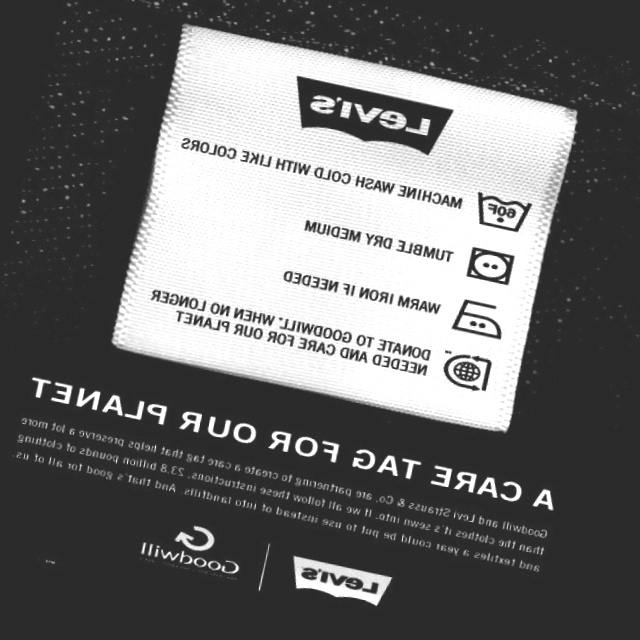 Levi's
MACHINE WASH COLD WITH LIKE COLORS
60F
TUMBLE DRY MEDIUM
WARM IRON IF NEEDED
DONATE TO GOODWILL, WHEN NO LONGER
NEEDED AND CARE FOR OUR PLANET
A CARE TAG FOR OUR PLANET
Goodwill and Levi Strauss & Co. are partnering to create a care tag that helps preserve a lot more
than the clothes it's sewn into. If we all follow these instructions, 23.8 billion pounds of clothing
and textiles a year could be put to use instead of into landfills. And that's good for all of us.
Levi's
Goodwill